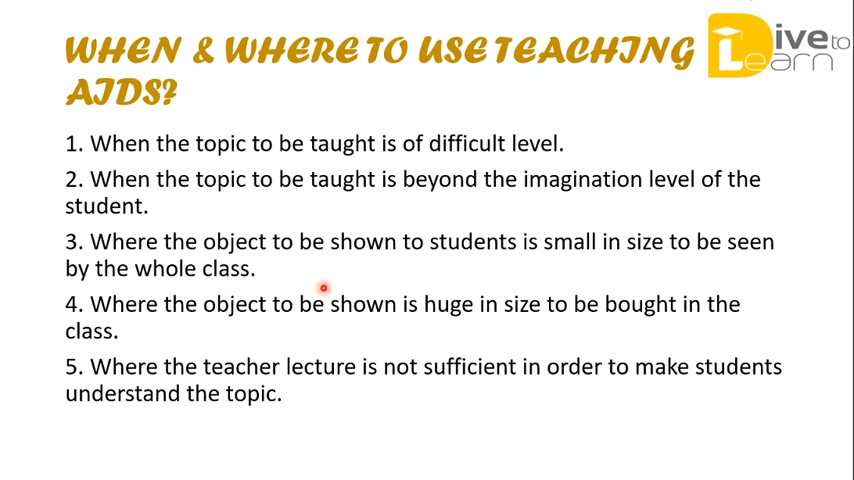 WHEN & WHERE TO USE TEACHING
AIDS?
Dive to
Learn
1. When the topic to be taught is of difficult level.
2. When the topic to be taught is beyond the imagination level of the
student.
3. Where the object to be shown to students is small in size to be seen
by the whole class.
4. Where the object to be shown is huge in size to be bought in the
class.
5. Where the teacher lecture is not sufficient in order to make students
understand the topic.